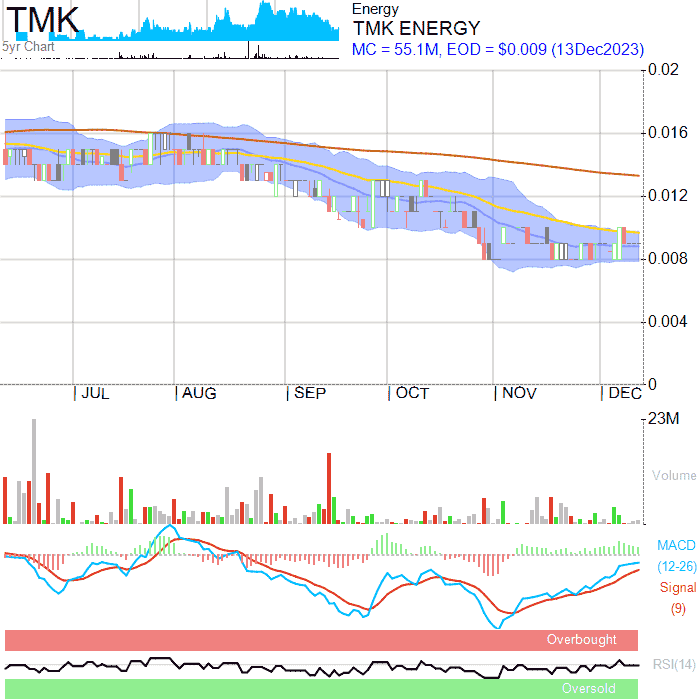 TMK
5yr Chart
Energy
TMK ENERGY
MC = 55.1M, EOD = $0.009 (13Dec2023)
0.02
0.016
0.012
0.008
0.004
0
JUL
AUG
SEP
OCT
NOV
DEC
23M
Volume
MACD
(12-26)
Signal
(9)
Overbought
RSI(14)
Oversold